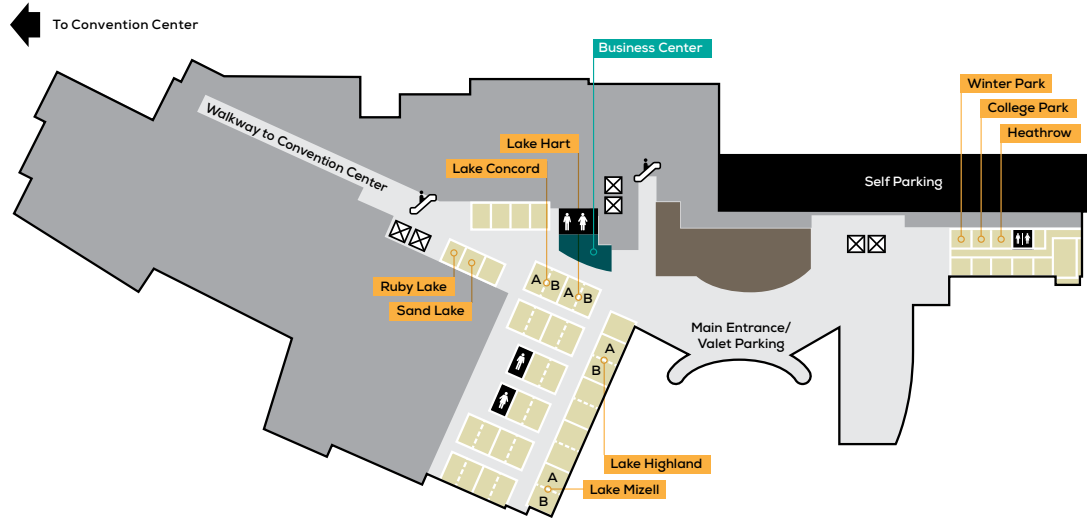 To Convention Center
Business Center
Winter Park
College Park
Heathrow
Walkway to Convention Center
Lake Hart
Lake Concord
Self Parking
Ruby Lake
Sand Lake
A B A B
Main Entrance/
Valet Parking
A
B
Lake Highland
A
B
Lake Mizell